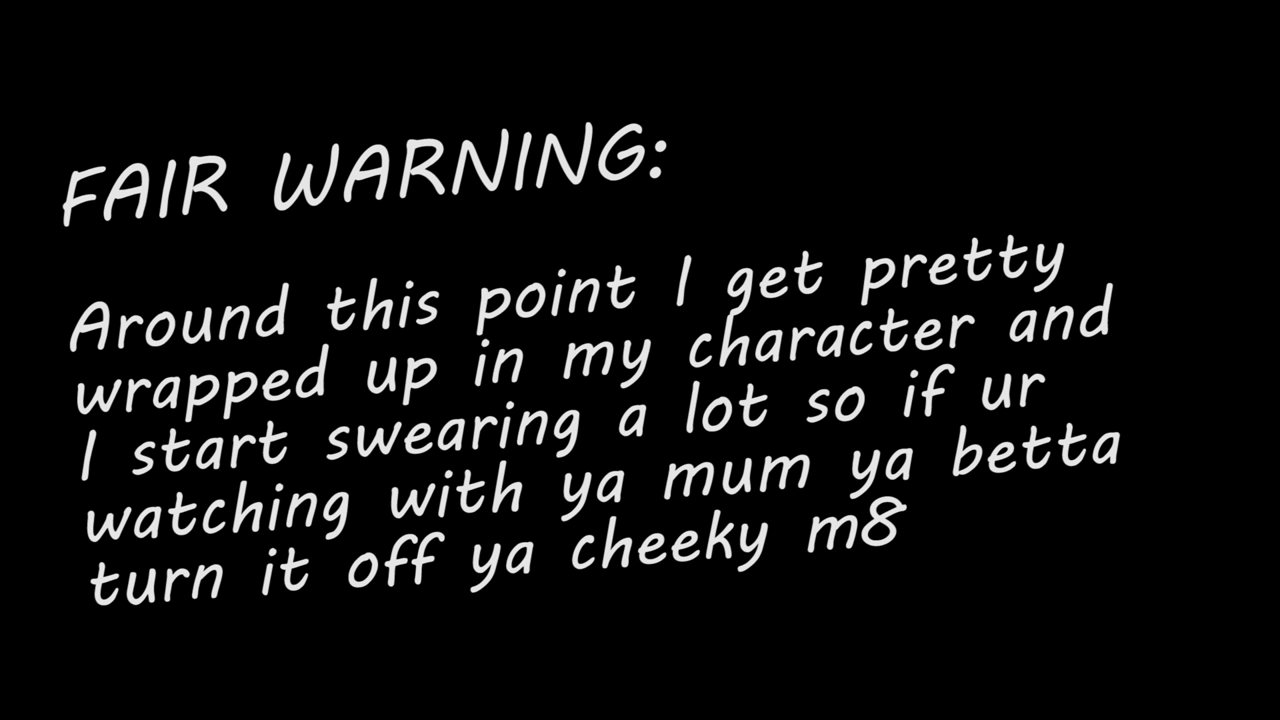 FAIR WARNING:
Around this point I get pretty
wrapped up in my character and
I start swearing a lot so if ur
watching with ya mum ya betta
turn it off ya cheeky m8